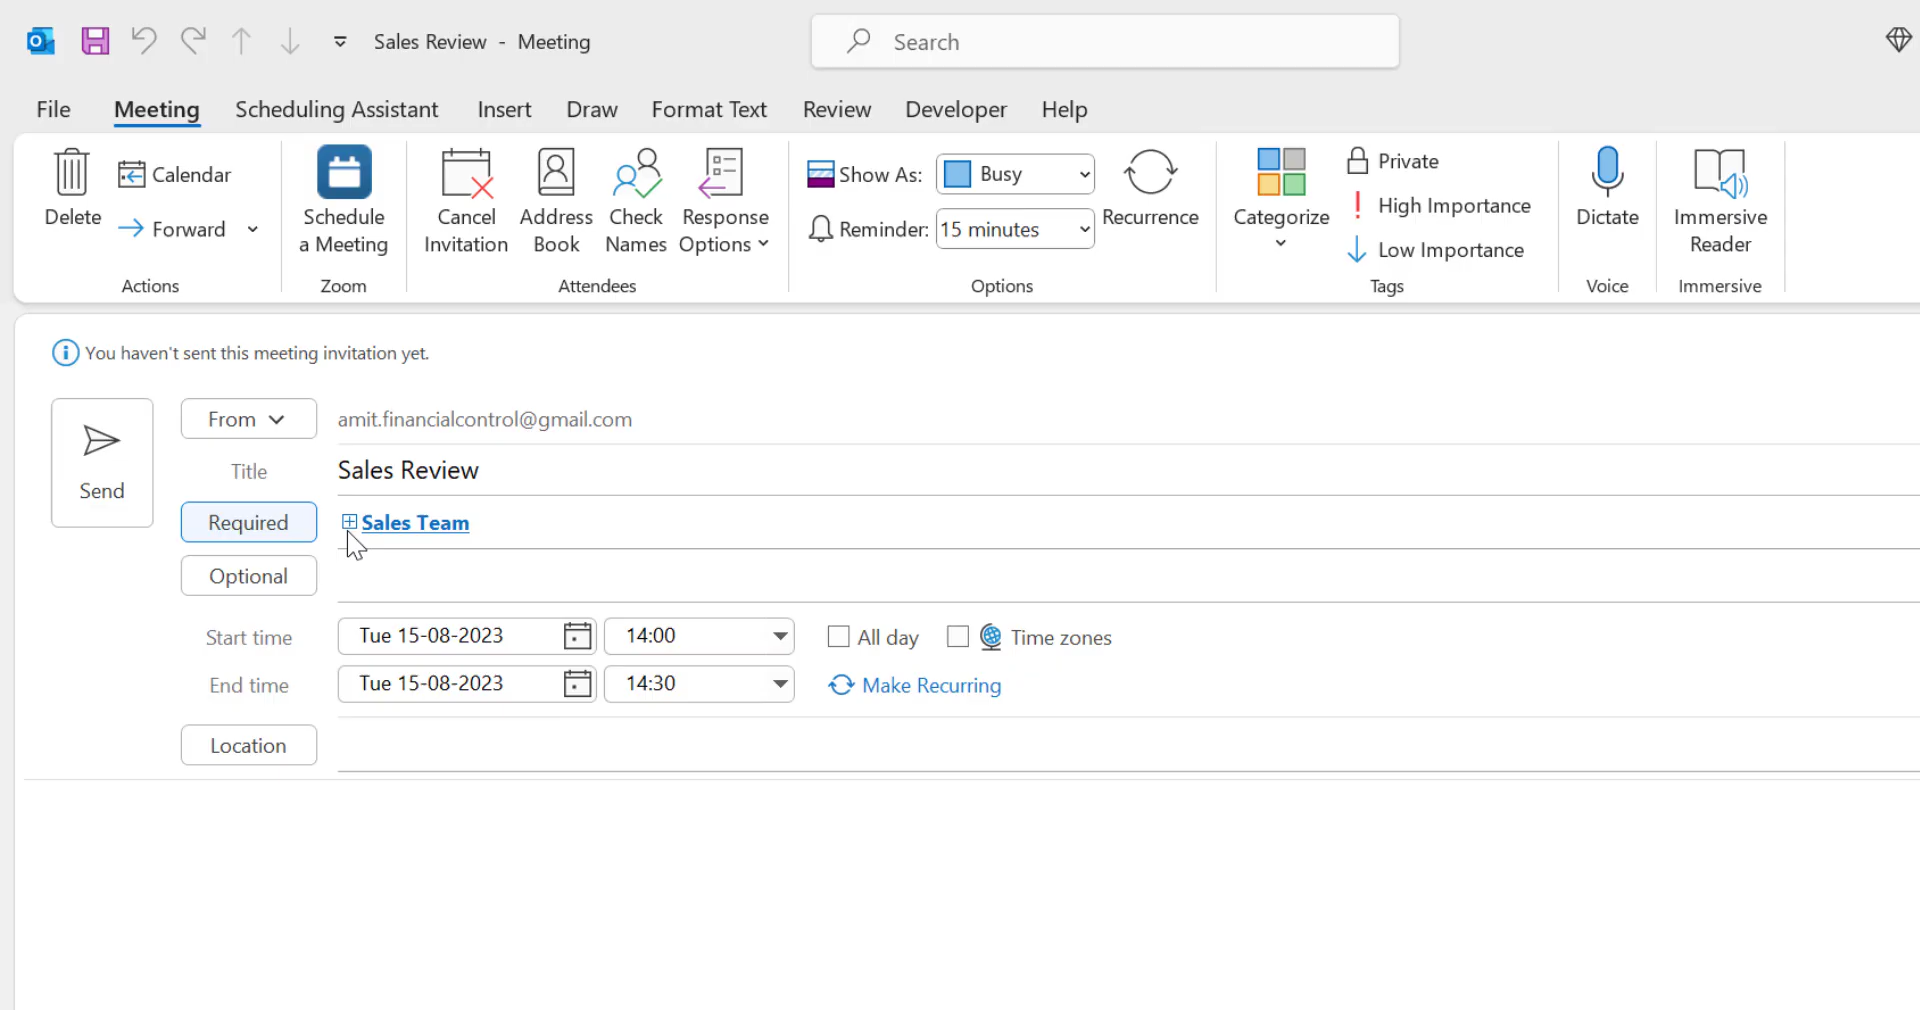 Sales Review - Meeting
Search
File Meeting Scheduling Assistant Insert Draw Format Text Review Developer Help
Delete
Calendar
Forward
Actions
Schedule
a Meeting
Zoom
Cancel
Invitation
Address
Book
Check
Names
Response
Options
Attendees
Show As: Busy
Reminder: 15 minutes
Recurrence
Options
Categorize
Private
High Importance
Low Importance
Tags
Dictate
Voice
Immersive
Reader
Immersive
You haven't sent this meeting invitation yet.
Send
From amit.financialcontrol@gmail.com
Title Sales Review
Required Sales Team
Optional
Start time Tue 15-08-2023 14:00 All day Time zones
End time Tue 15-08-2023 14:30 Make Recurring
Location